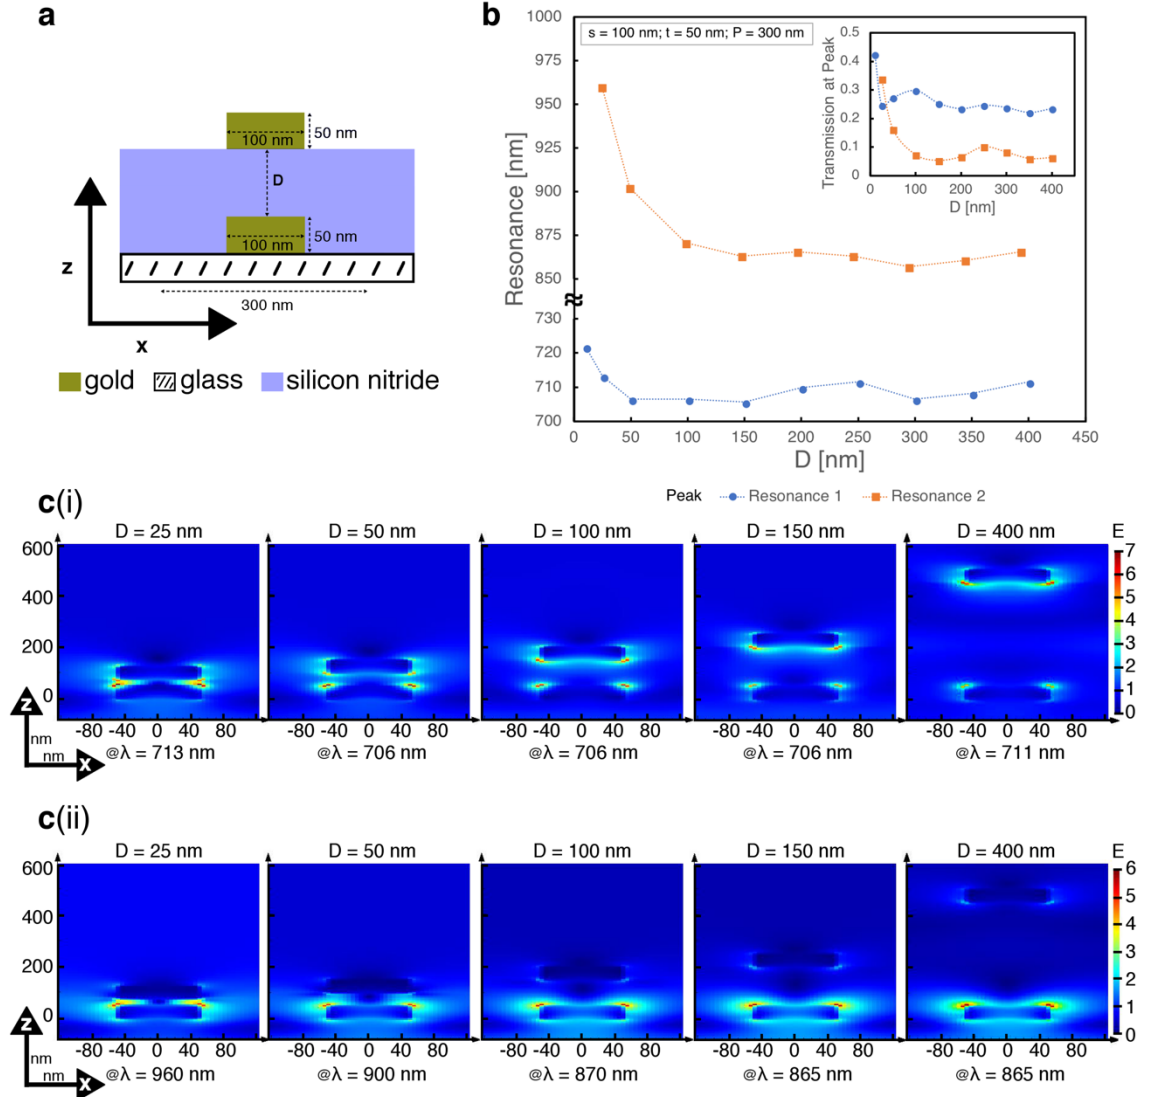 a
100 nm
50 nm
D
100 nm
50 nm
300 nm
z
x
gold
glass
silicon nitride
b
s = 100 nm; t = 50 nm; P = 300 nm
Resonance [nm]
1000
975
950
925
900
875
850
730
720
710
700
0 50 100 150 200 250 300 350 400 450
D [nm]
Transmission at Peak
0.5
0.4
0.3
0.2
0.1
0
0 100 200 300 400
D [nm]
Peak Resonance 1 Resonance 2
c(i)
D = 25 nm D = 50 nm D = 100 nm D = 150 nm D = 400 nm E
600
400
200
0
7
6
5
4
3
2
1
0
z
nm
nm
x
-80 -40 0 40 80 -80 -40 0 40 80 -80 -40 0 40 80 -80 -40 0 40 80 -80 -40 0 40 80
@λ = 713 nm @λ = 706 nm @λ = 706 nm @λ = 706 nm @λ = 711 nm
c(ii)
D = 25 nm D = 50 nm D = 100 nm D = 150 nm D = 400 nm E
600
400
200
0
6
5
4
3
2
1
0
z
nm
nm
x
-80 -40 0 40 80 -80 -40 0 40 80 -80 -40 0 40 80 -80 -40 0 40 80 -80 -40 0 40 80
@λ = 960 nm @λ = 900 nm @λ = 870 nm @λ = 865 nm @λ = 865 nm